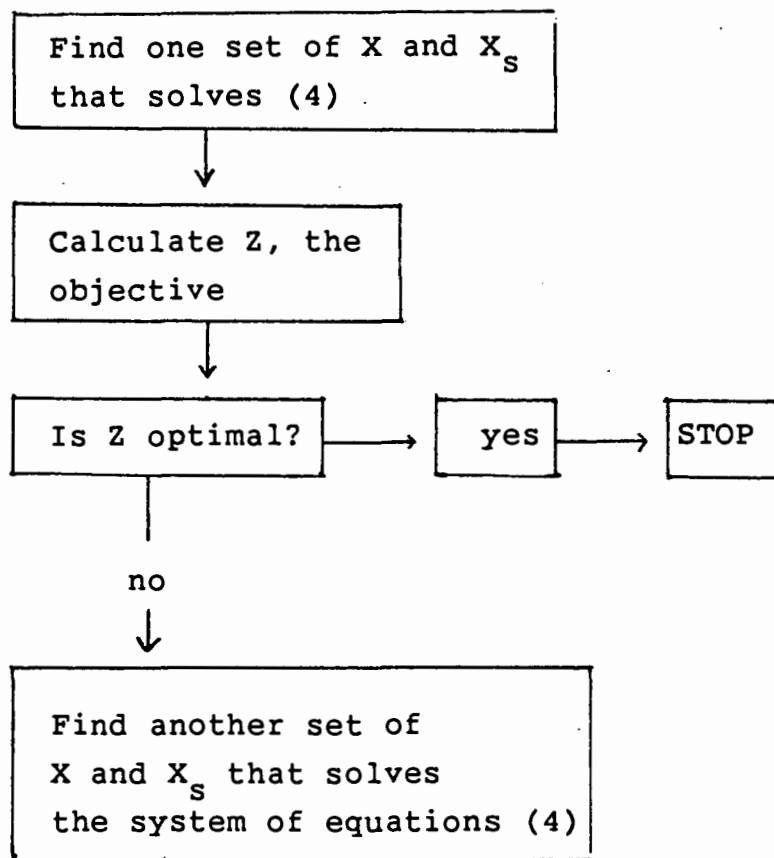 Find one set of X and X_s
that solves (4)
Calculate Z, the
objective
Is Z optimal?
yes
STOP
no
Find another set of
X and X_s that solves
the system of equations (4)